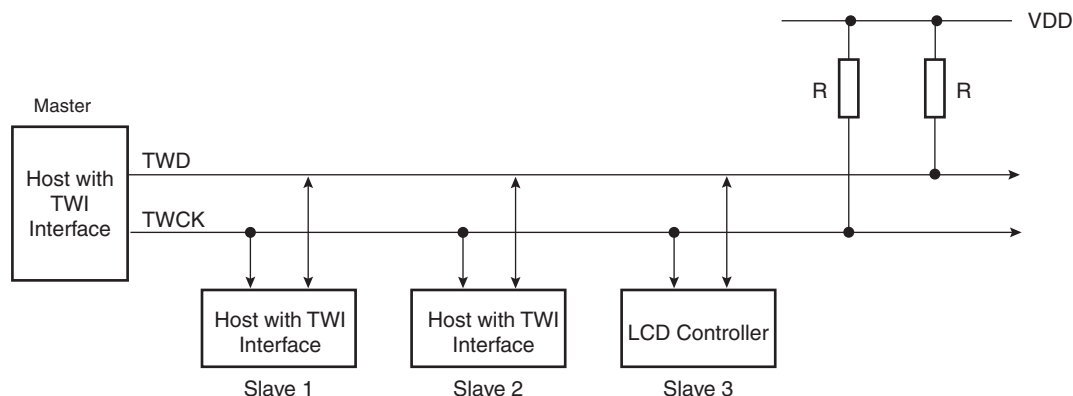 VDD
R
R
Master
Host with
TWI
Interface
TWD
TWCK
Host with TWI
Interface
Slave 1
Host with TWI
Interface
Slave 2
LCD Controller
Slave 3